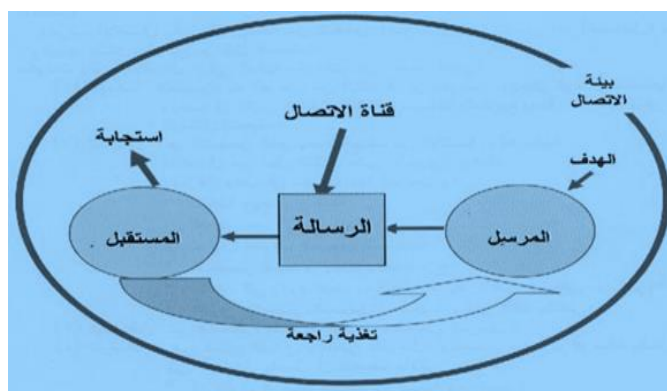 بيئة
الاتصال
قناة الاتصال
استجابة
الهدف
المرسل
الرسالة
المستقبل
تغذية راجعة